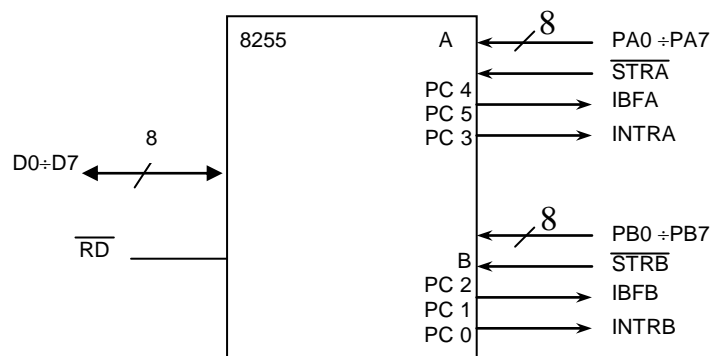 8255
A
8
PA0 ÷PA7
STRA
PC 4
IBFA
PC 5
PC 3
INTRA
8
D0÷D7
8
PB0 ÷PB7
RD
B
STRB
PC 2
IBFB
PC 1
PC 0
INTRB